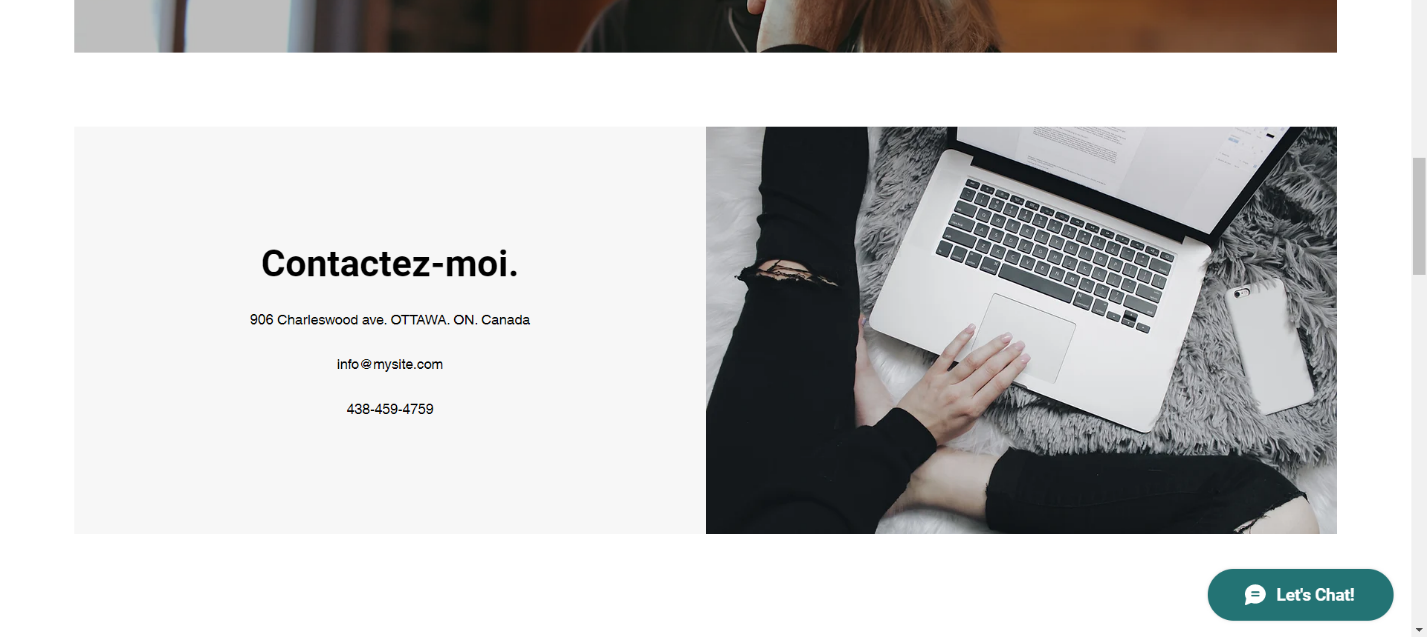 Contactez-moi.
906 Charleswood ave. OTTAWA. ON. Canada
info@mysite.com
438-459-4759
Let's Chat!